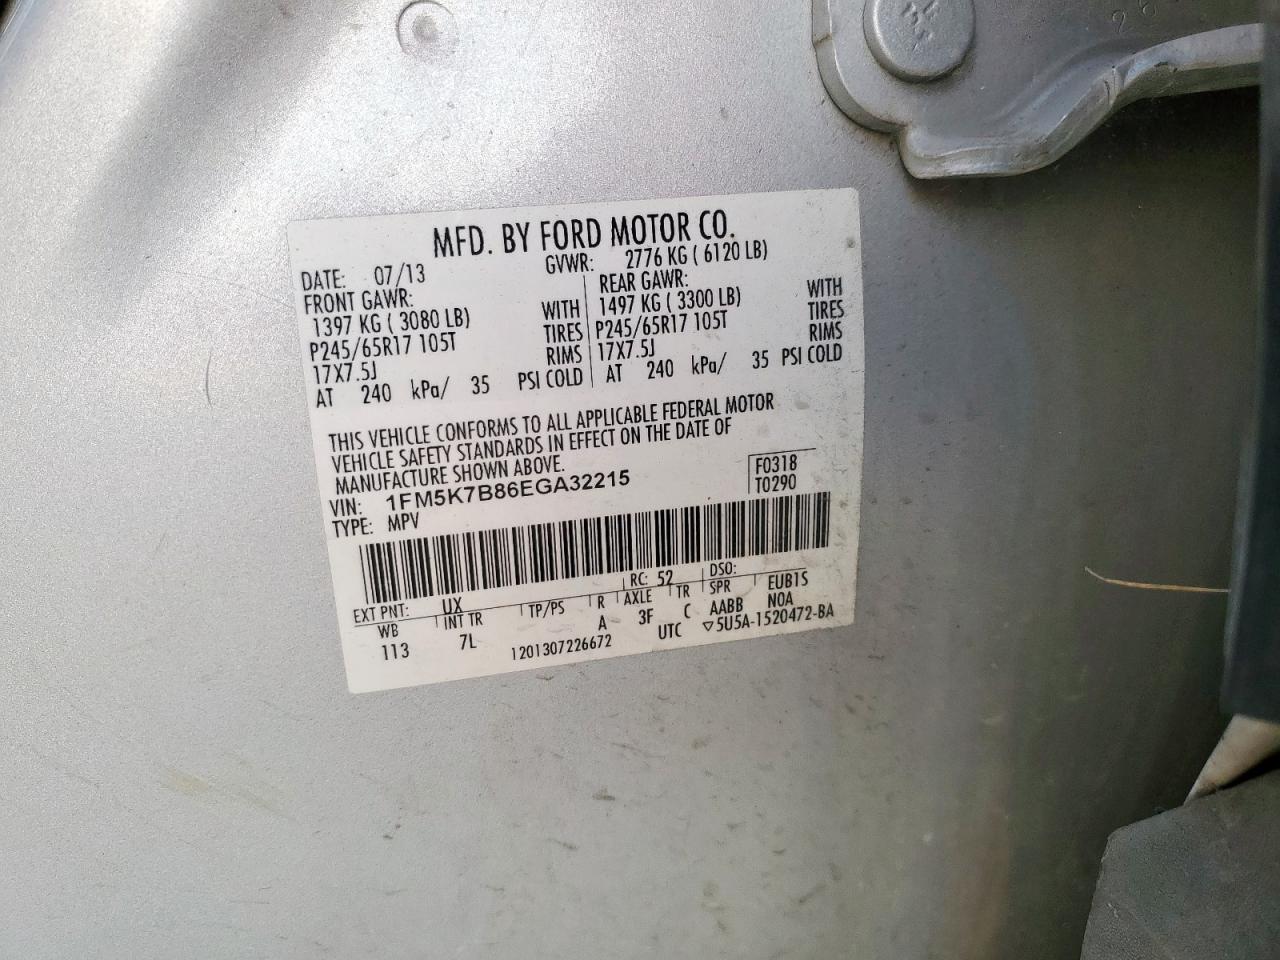 MFD. BY FORD MOTOR CO.
DATE: 07/13 GVWR: 2776 KG ( 6120 LB)
FRONT GAWR: REAR GAWR:
1397 KG ( 3080 LB) WITH 1497 KG ( 3300 LB) WITH
P245/65R17 105T TIRES P245/65R17 105T TIRES
17X7.5J RIMS 17X7.5J RIMS
AT 240 kPa/ 35 PSI COLD AT 240 kPa/ 35 PSI COLD
THIS VEHICLE CONFORMS TO ALL APPLICABLE FEDERAL MOTOR
VEHICLE SAFETY STANDARDS IN EFFECT ON THE DATE OF
MANUFACTURE SHOWN ABOVE.
VIN: 1FM5K7B86EGA32215 F0318
TYPE: MPV T0290
EXT PNT: UX RC: 52 DSO:
WB INT TR TP/PS R AXLE TR SPR EUB1S
113 7L A 3F C AABB N0A
1201307226672 UTC ▽5U5A-1520472-BA